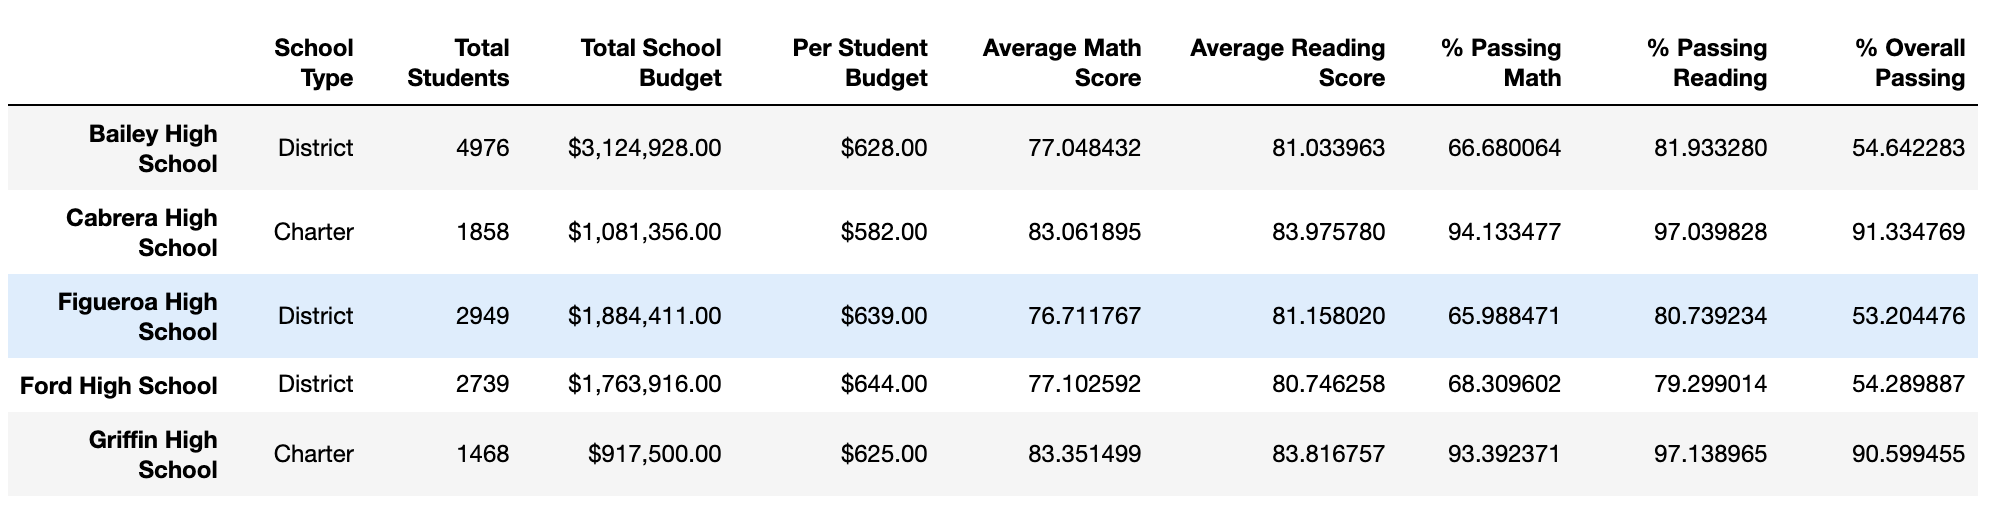 School Type Total Students Total School Budget Per Student Budget Average Math Score Average Reading Score % Passing Math % Passing Reading % Overall Passing
Bailey High School District 4976 $3,124,928.00 $628.00 77.048432 81.033963 66.680064 81.933280 54.642283
Cabrera High School Charter 1858 $1,081,356.00 $582.00 83.061895 83.975780 94.133477 97.039828 91.334769
Figueroa High School District 2949 $1,884,411.00 $639.00 76.711767 81.158020 65.988471 80.739234 53.204476
Ford High School District 2739 $1,763,916.00 $644.00 77.102592 80.746258 68.309602 79.299014 54.289887
Griffin High School Charter 1468 $917,500.00 $625.00 83.351499 83.816757 93.392371 97.138965 90.599455